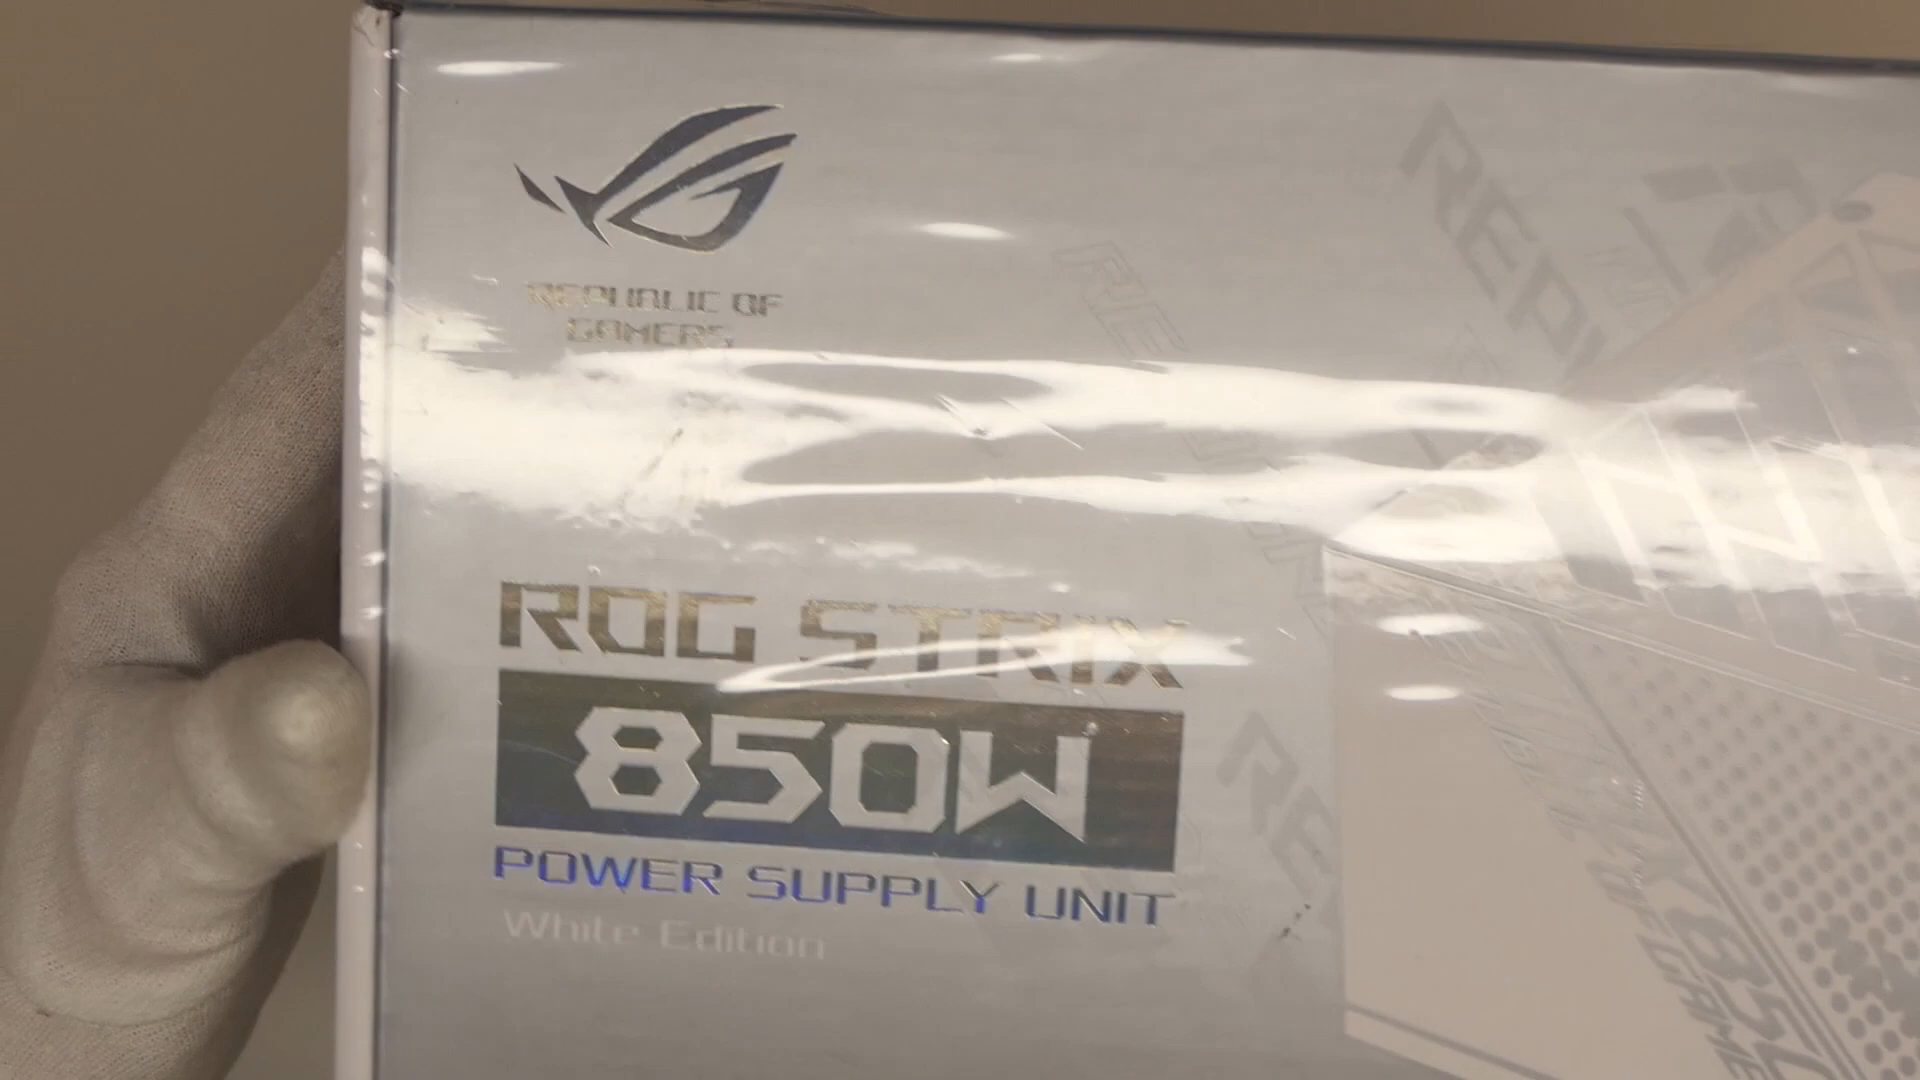 REPUBLIC OF
GAMERS
ROG STRIX
850W
POWER SUPPLY UNIT
White Edition